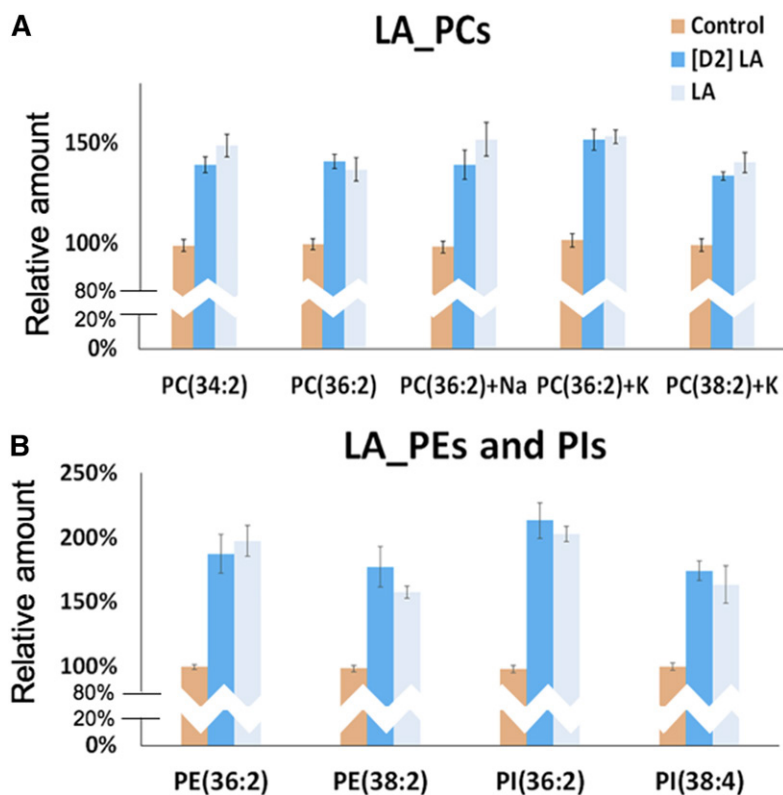 A
LA_PCs
Control
[D2] LA
LA
Relative amount
150%
100%
80%
20%
0%
PC(34:2) PC(36:2) PC(36:2)+Na PC(36:2)+K PC(38:2)+K
B
LA_PEs and PIs
Relative amount
250%
200%
150%
100%
80%
20%
0%
PE(36:2) PE(38:2) PI(36:2) PI(38:4)